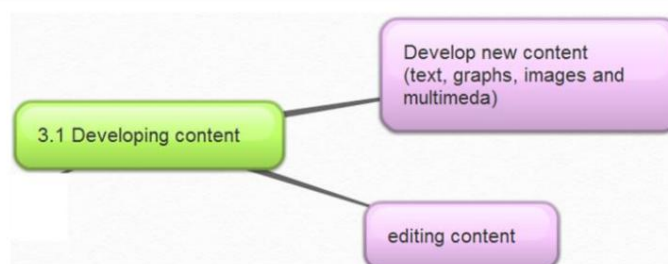 Develop new content
(text, graphs, images and
multimeda)
3.1 Developing content
editing content